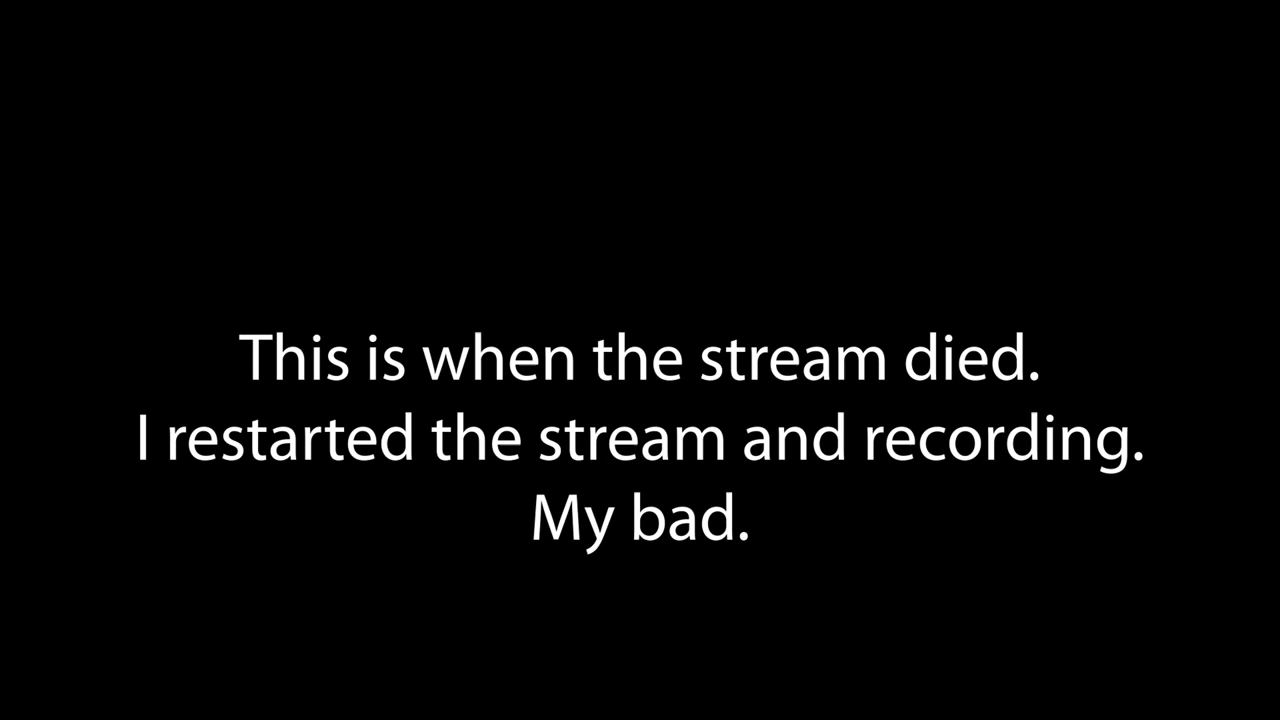 This is when the stream died.
I restarted the stream and recording.
My bad.